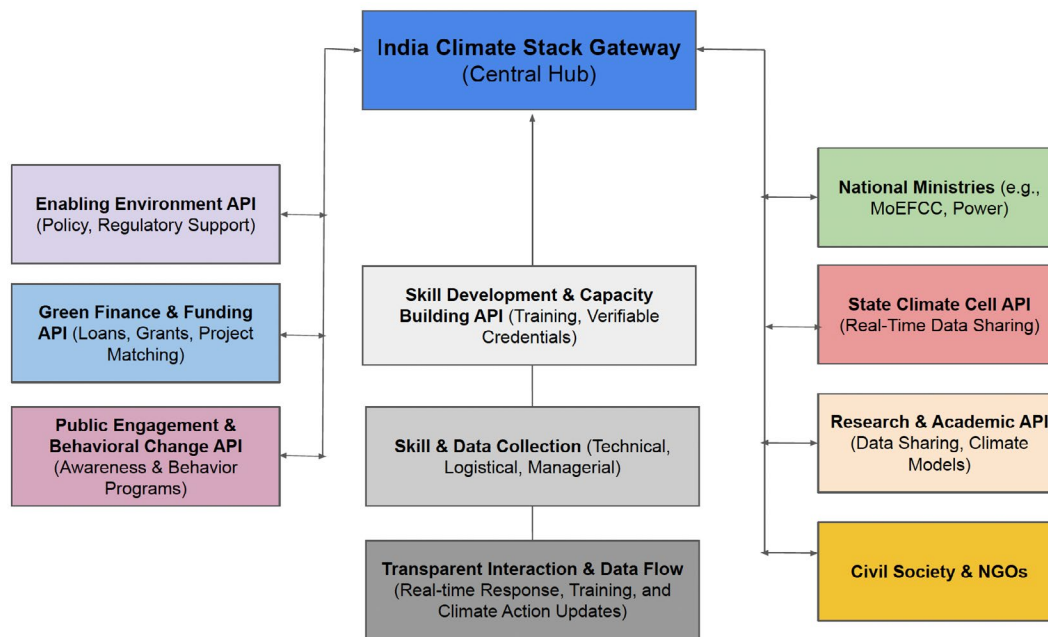 India Climate Stack Gateway
(Central Hub)
Enabling Environment API
(Policy, Regulatory Support)
Green Finance & Funding
API (Loans, Grants, Project
Matching)
Public Engagement &
Behavioral Change API
(Awareness & Behavior
Programs)
Skill Development & Capacity
Building API (Training, Verifiable
Credentials)
Skill & Data Collection (Technical,
Logistical, Managerial)
Transparent Interaction & Data Flow
(Real-time Response, Training, and
Climate Action Updates)
National Ministries (e.g.,
MoEFCC, Power)
State Climate Cell API
(Real-Time Data Sharing)
Research & Academic API
(Data Sharing, Climate
Models)
Civil Society & NGOs